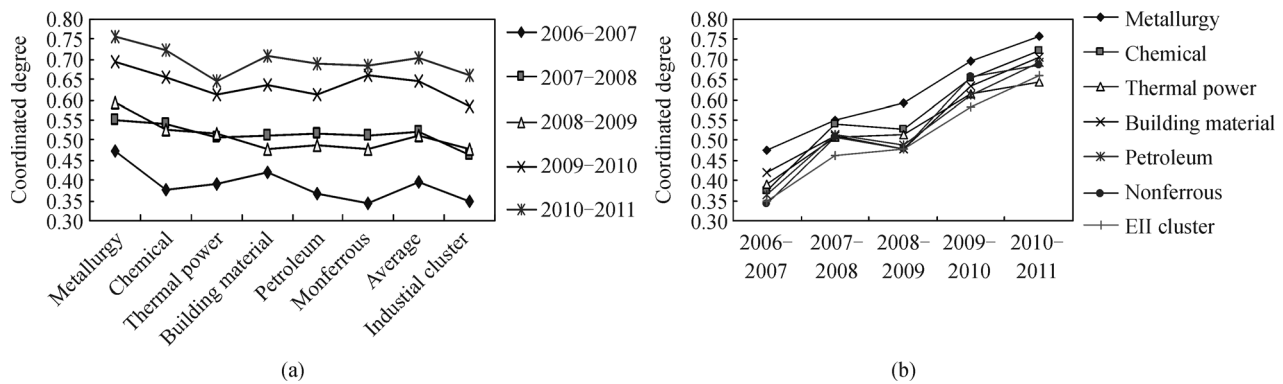 Coordinated degree
0.80
0.75
0.70
0.65
0.60
0.55
0.50
0.45
0.40
0.35
0.30
Metallurgy
Chemical
Thermal power
Building material
Petroleum
Monferrous
Average
Industial cluster
2006−2007
2007−2008
2008−2009
2009−2010
2010−2011
(a)
Coordinated degree
0.80
0.75
0.70
0.65
0.60
0.55
0.50
0.45
0.40
0.35
0.30
2006−
2007
2007−
2008
2008−
2009
2009−
2010
2010−
2011
Metallurgy
Chemical
Thermal power
Building material
Petroleum
Nonferrous
EII cluster
(b)